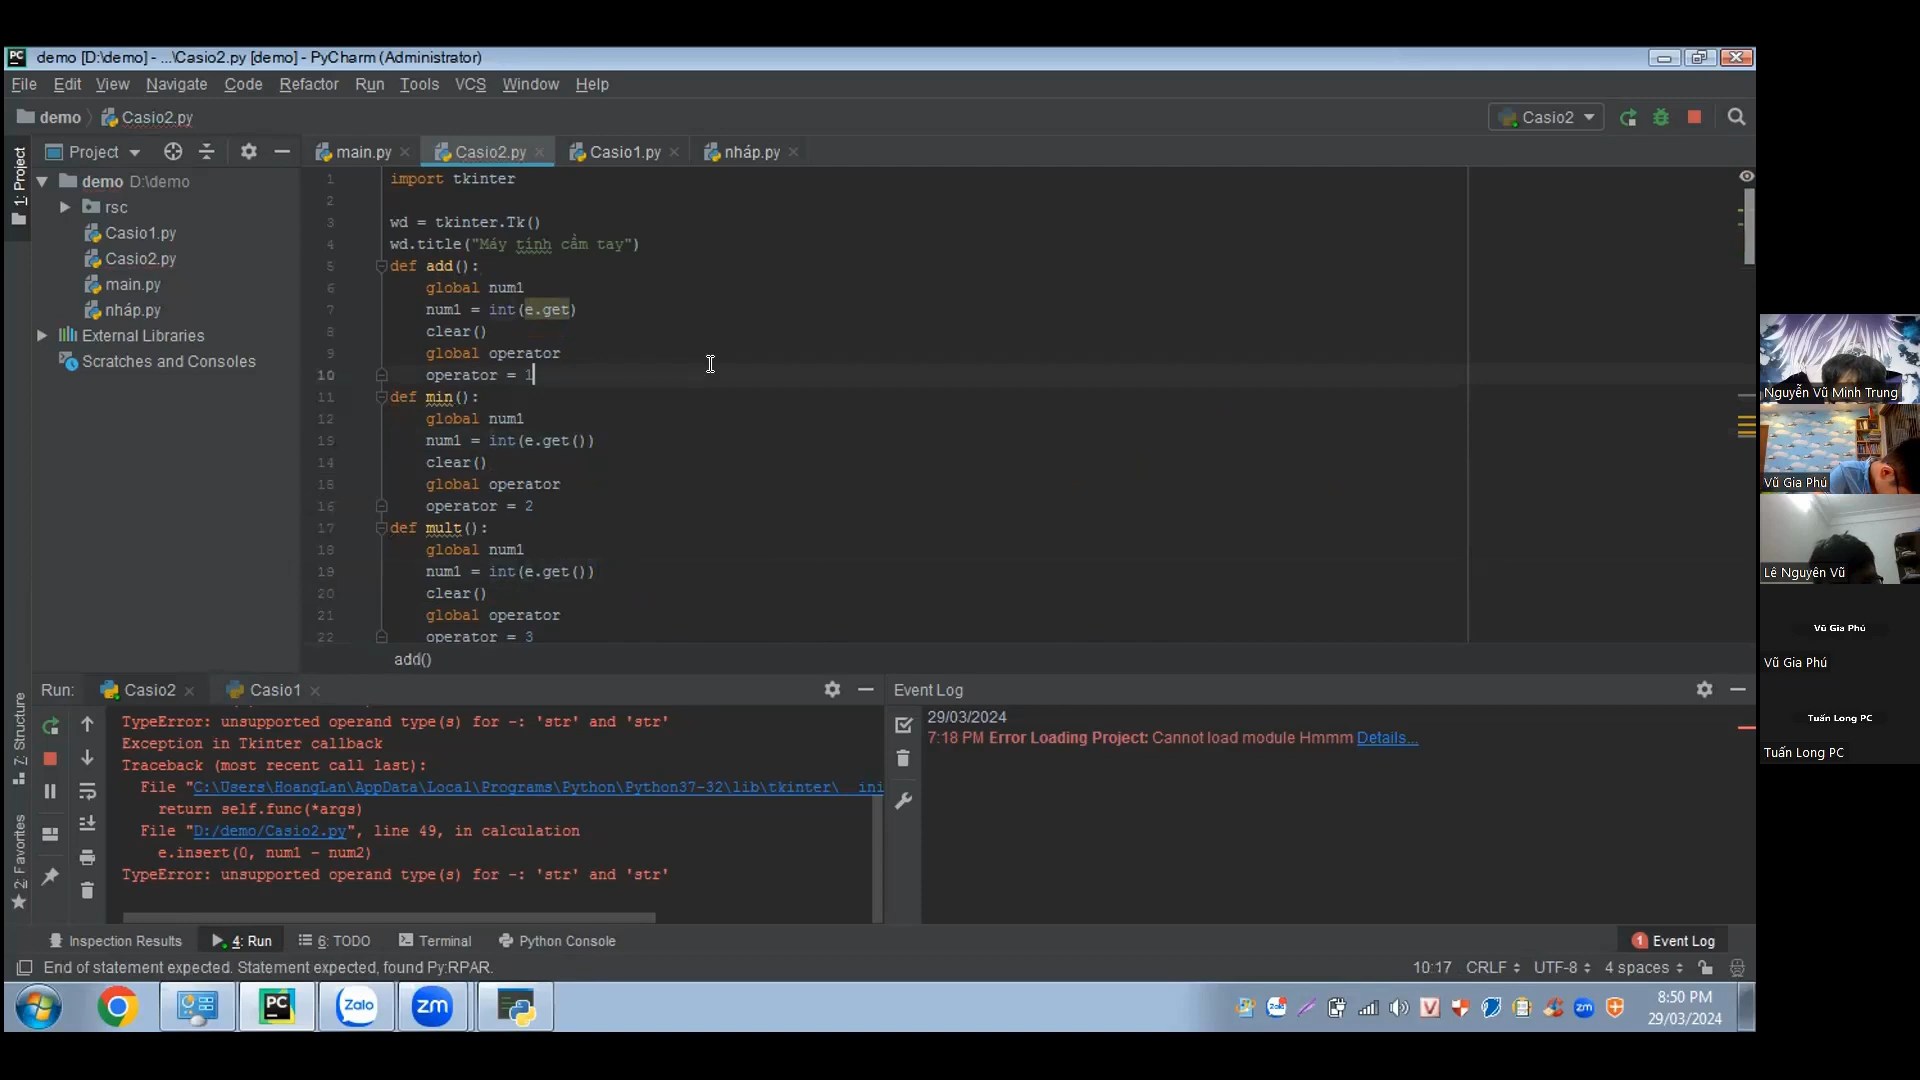 demo [D:\demo] - ...\Casio2.py [demo] - PyCharm (Administrator)
File Edit View Navigate Code Refactor Run Tools VCS Window Help
demo Casio2.py
Casio2
1: Project
Project
main.py
Casio2.py
Casio1.py
nháp.py
demo D:\demo
rsc
Casio1.py
Casio2.py
main.py
nháp.py
External Libraries
Scratches and Consoles
1 import tkinter
2
3 wd = tkinter.Tk()
4 wd.title("Máy tính cầm tay")
5 def add():
6 global num1
7 num1 = int(e.get)
8 clear()
9 global operator
10 operator = 1
11 def min():
12 global num1
13 num1 = int(e.get())
14 clear()
15 global operator
16 operator = 2
17 def mult():
18 global num1
19 num1 = int(e.get())
20 clear()
21 global operator
22 operator = 3
add()
Nguyễn Vũ Minh Trung
Vũ Gia Phú
Lê Nguyên Vũ
Vũ Gia Phú
Vũ Gia Phú
Tuấn Long PC
Tuấn Long PC
7: Structure
2: Favorites
Run: Casio2 Casio1
TypeError: unsupported operand type(s) for -: 'str' and 'str'
Exception in Tkinter callback
Traceback (most recent call last):
File "C:\Users\HoangLan\AppData\Local\Programs\Python\Python37-32\lib\tkinter\__ini
return self.func(*args)
File "D:/demo/Casio2.py", line 49, in calculation
e.insert(0, num1 - num2)
TypeError: unsupported operand type(s) for -: 'str' and 'str'
Event Log
29/03/2024
7:18 PM Error Loading Project: Cannot load module Hmmm Details...
Inspection Results 4: Run 6: TODO Terminal Python Console
1 Event Log
End of statement expected. Statement expected, found Py:RPAR.
10:17 CRLF UTF-8 4 spaces
PC
Zalo
zm
8:50 PM
29/03/2024